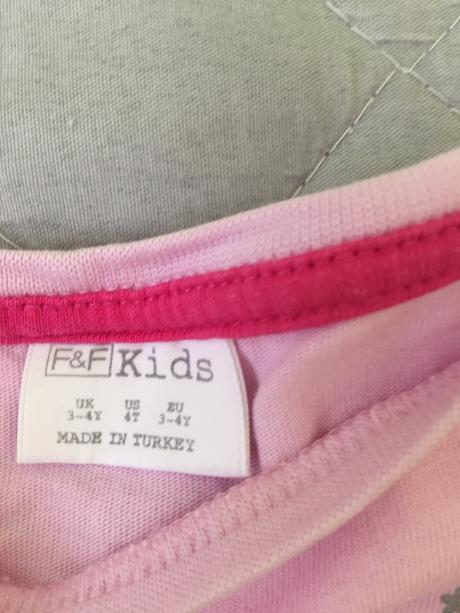 F&F Kids
UK US EU
3-4Y 4T 3-4Y
MADE IN TURKEY